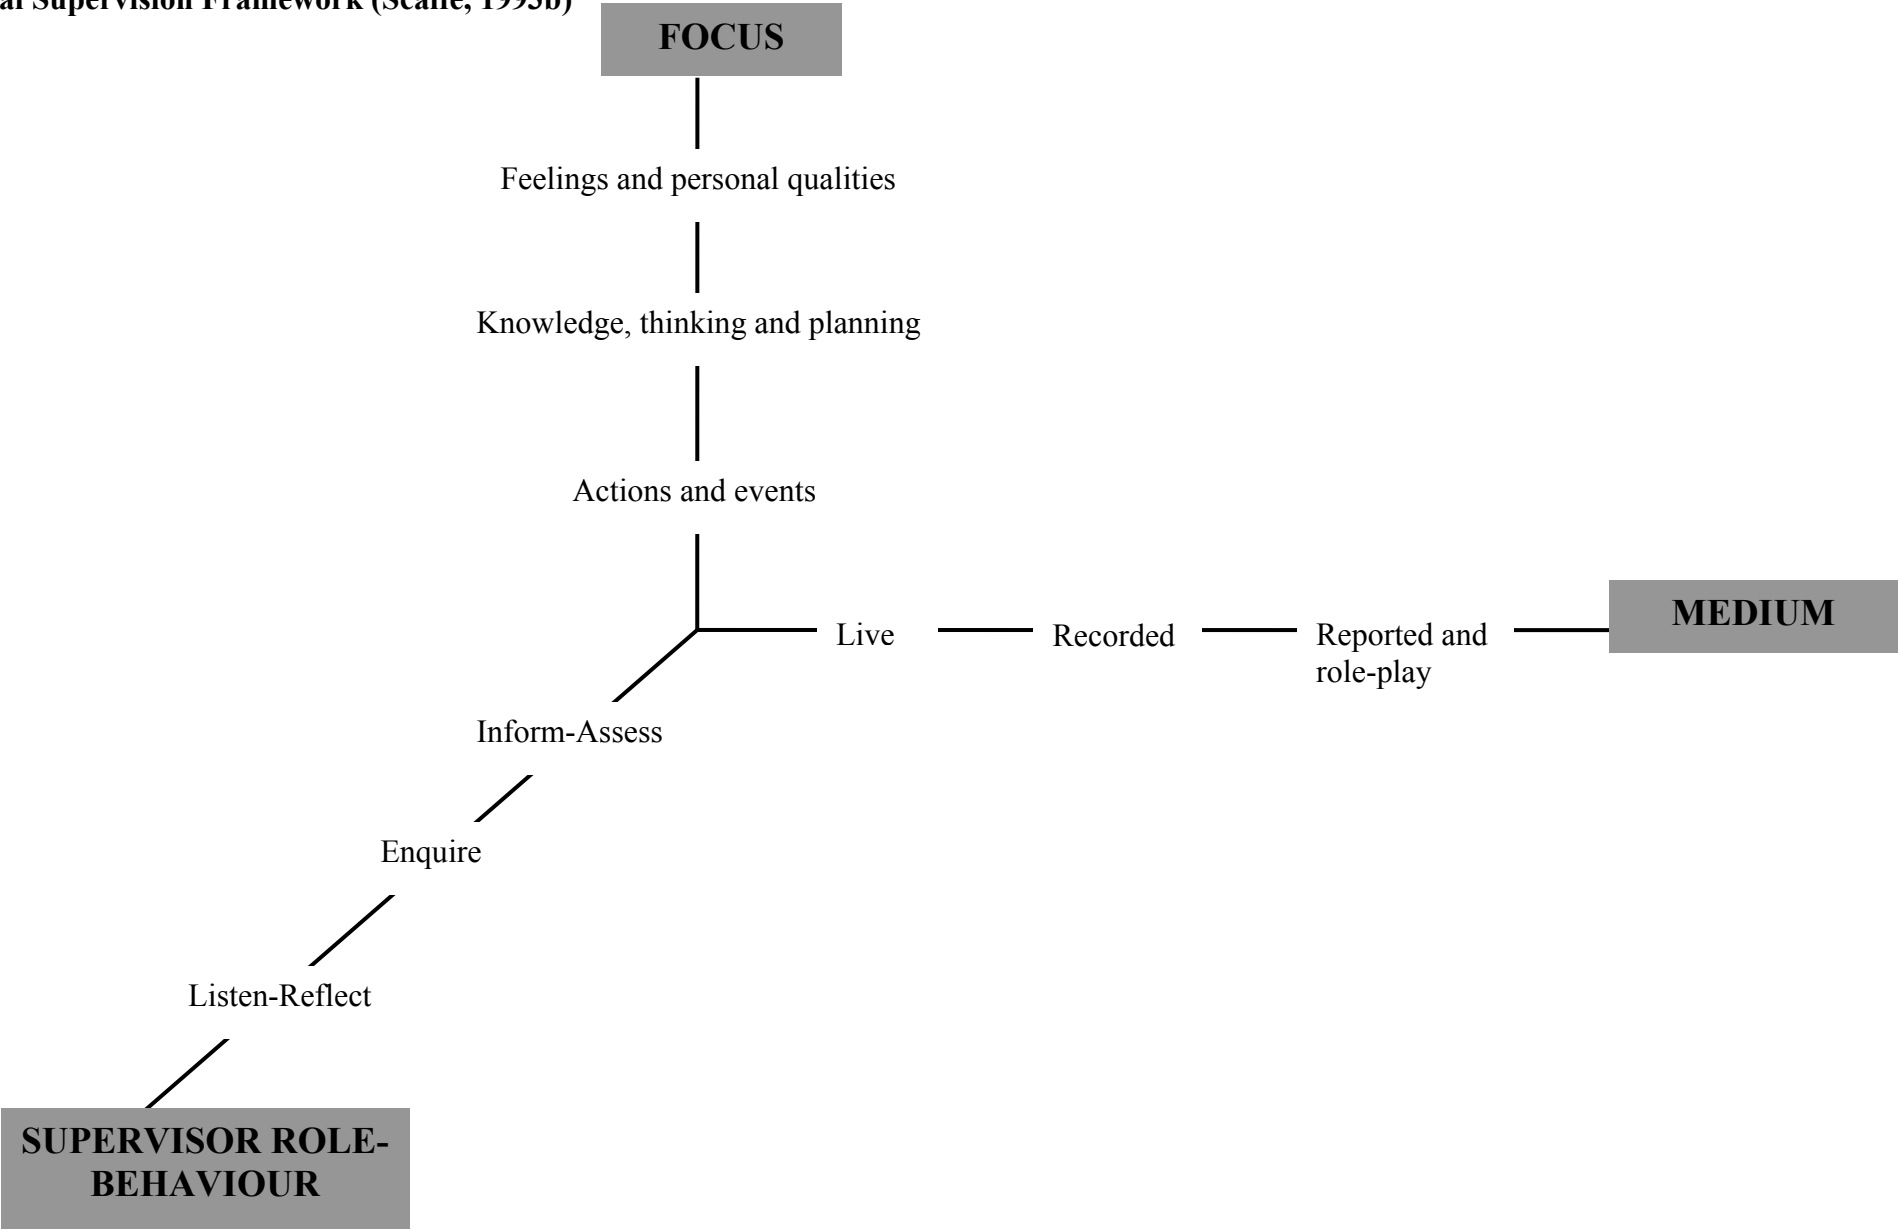 Supervision Framework (Scaife, 1993b)
FOCUS
Feelings and personal qualities
Knowledge, thinking and planning
Actions and events
Live
Recorded
Reported and
role-play
MEDIUM
Inform-Assess
Enquire
Listen-Reflect
SUPERVISOR ROLE-
BEHAVIOUR